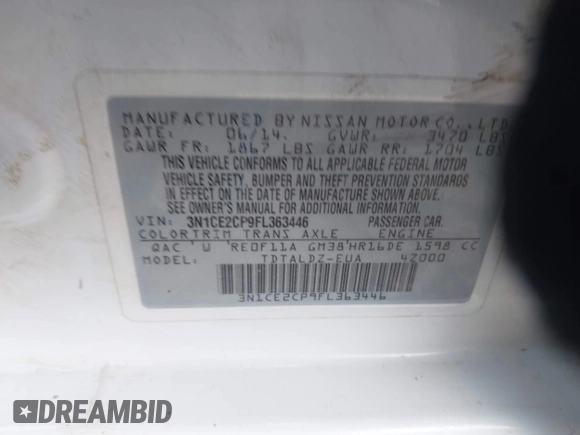 MANUFACTURED BY NISSAN MOTOR CO., LTD
DATE: 06/14. GVWR: 3470 LBS
GAWR FR: 1867 LBS GAWR RR: 1704 LBS
THIS VEHICLE CONFORMS TO ALL APPLICABLE FEDERAL MOTOR
VEHICLE SAFETY, BUMPER AND THEFT PREVENTION STANDARDS
IN EFFECT ON THE DATE OF MANUFACTURE SHOWN ABOVE.
SEE OWNER'S MANUAL FOR ADDITIONAL INFORMATION.
VIN: 3N1CE2CP9FL363446 PASSENGER CAR.
COLOR TRIM TRANS AXLE ENGINE
QAC U RE0F11A GM38 HR16DE 1598 CC
MODEL: TDTALDZ-EUA 4Z000
3N1CE2CP9FL363446
DREAMBID